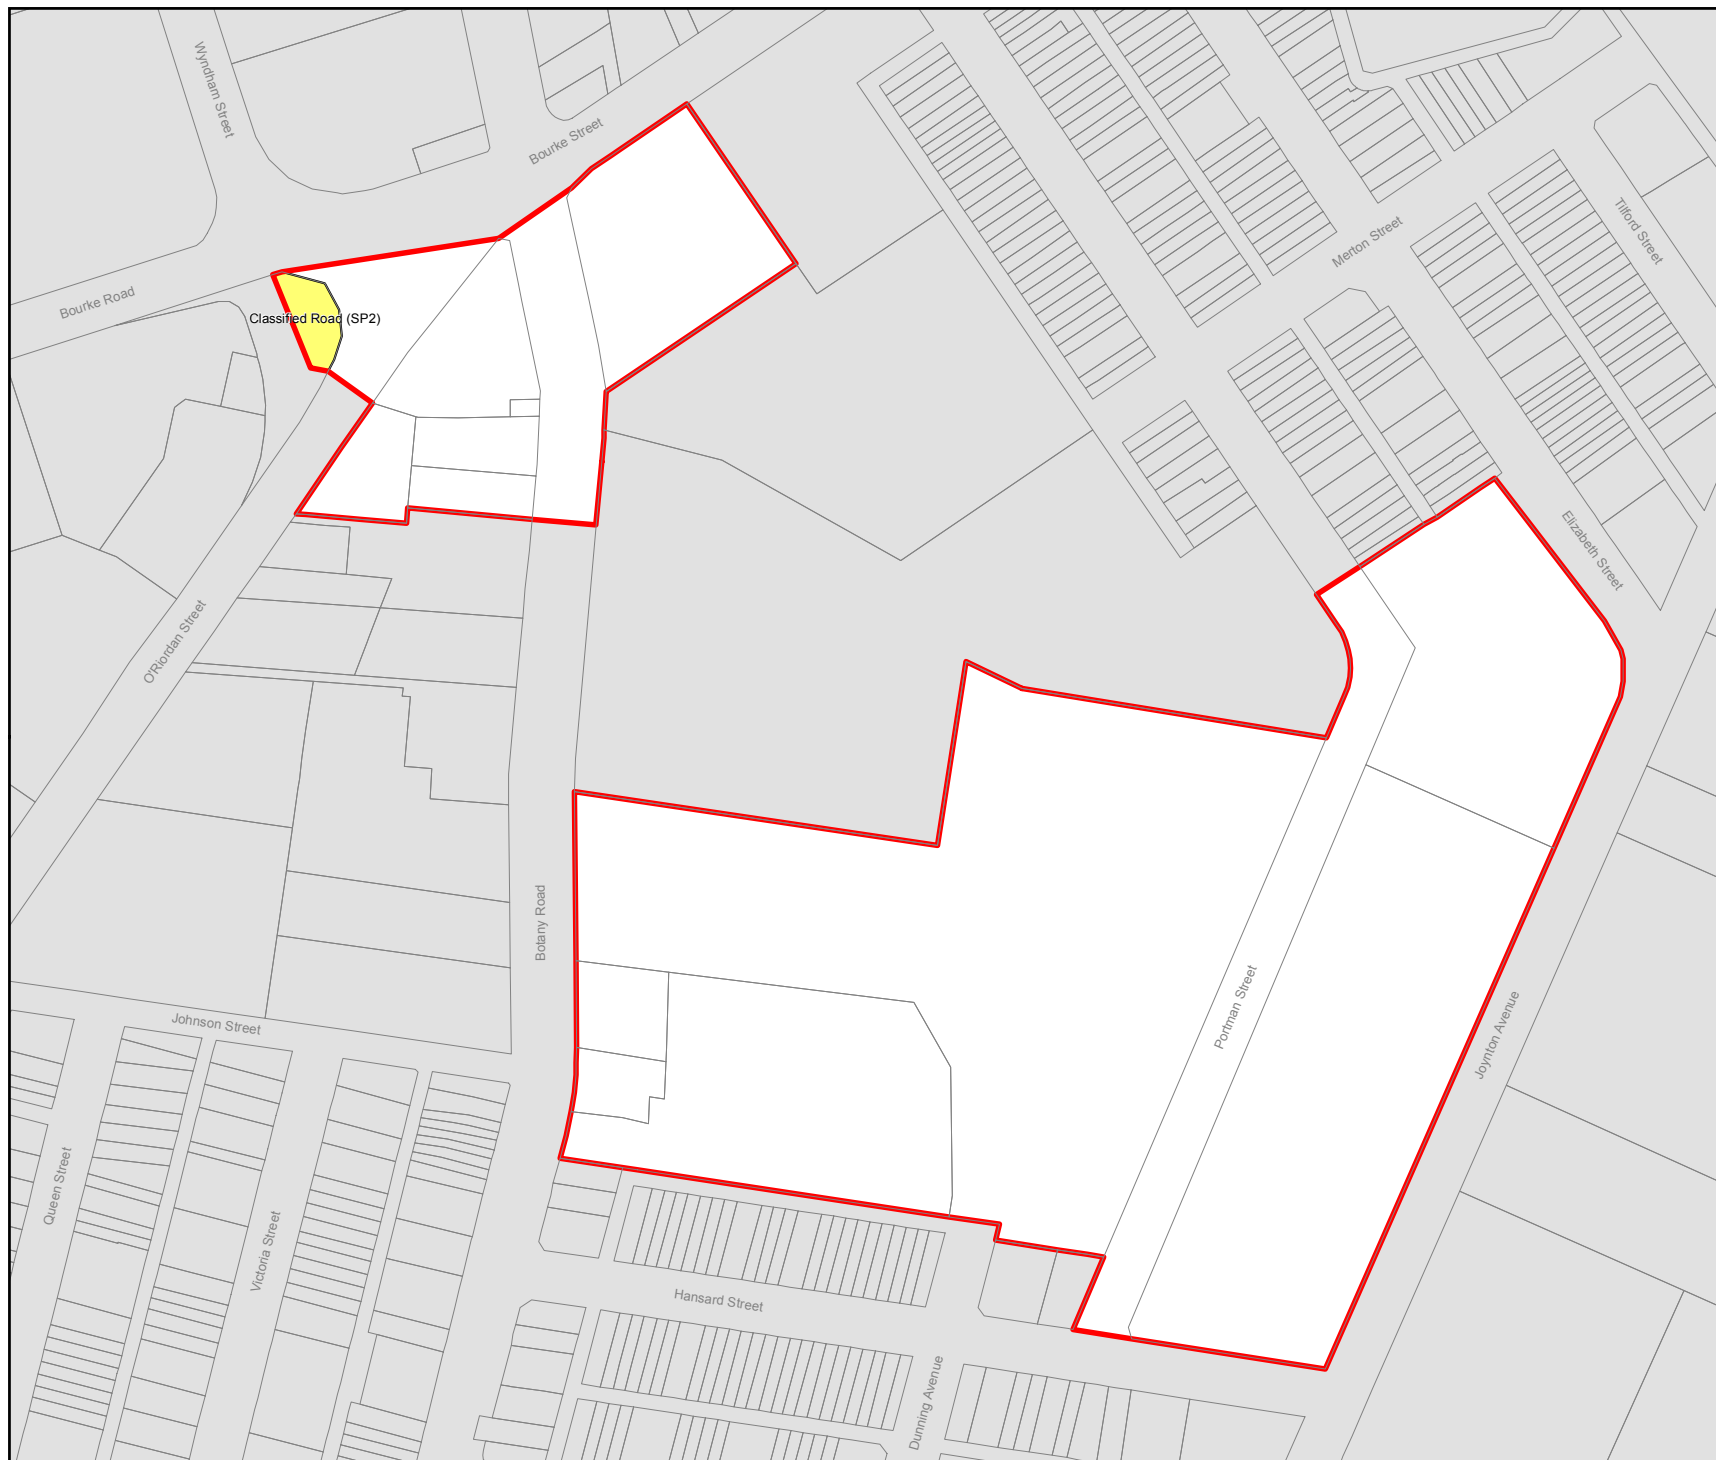 Wyndham Street
Bourke Street
Tilford Street
Merton Street
Bourke Road
Classified Road (SP2)
Elizabeth Street
O'Riordan Street
Botany Road
Portman Street
Johnson Street
Joynton Avenue
Queen Street
Victoria Street
Hansard Street
Dunning Avenue